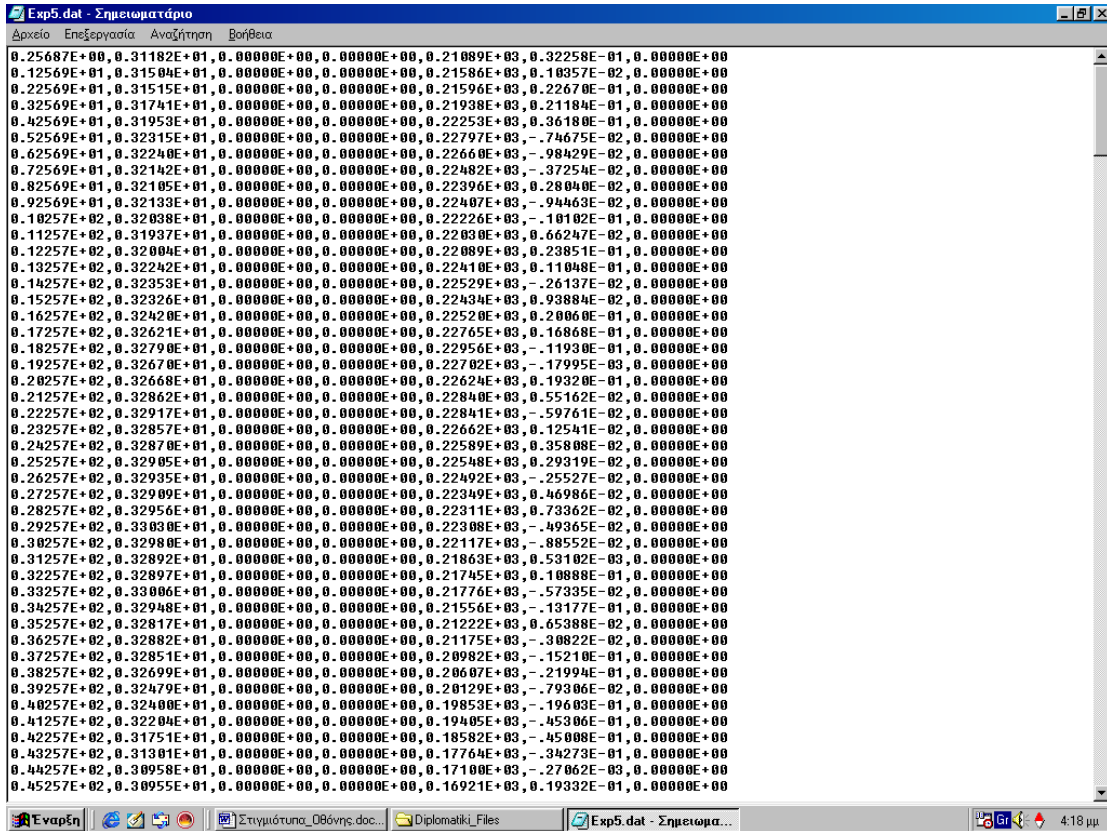 Exp5.dat - Σημειωματάριο
Αρχείο Επεξεργασία Αναζήτηση Βοήθεια
0.25687E+00,0.31182E+01,0.00000E+00,0.00000E+00,0.21089E+03,0.32258E-01,0.00000E+00
0.12569E+01,0.31504E+01,0.00000E+00,0.00000E+00,0.21586E+03,0.10357E-02,0.00000E+00
0.22569E+01,0.31515E+01,0.00000E+00,0.00000E+00,0.21596E+03,0.22670E-01,0.00000E+00
0.32569E+01,0.31741E+01,0.00000E+00,0.00000E+00,0.21938E+03,0.21184E-01,0.00000E+00
0.42569E+01,0.31953E+01,0.00000E+00,0.00000E+00,0.22253E+03,0.36180E-01,0.00000E+00
0.52569E+01,0.32315E+01,0.00000E+00,0.00000E+00,0.22797E+03,-.74675E-02,0.00000E+00
0.62569E+01,0.32240E+01,0.00000E+00,0.00000E+00,0.22660E+03,-.98429E-02,0.00000E+00
0.72569E+01,0.32142E+01,0.00000E+00,0.00000E+00,0.22482E+03,-.37254E-02,0.00000E+00
0.82569E+01,0.32105E+01,0.00000E+00,0.00000E+00,0.22396E+03,0.28040E-02,0.00000E+00
0.92569E+01,0.32133E+01,0.00000E+00,0.00000E+00,0.22407E+03,-.94463E-02,0.00000E+00
0.10257E+02,0.32038E+01,0.00000E+00,0.00000E+00,0.22226E+03,-.10102E-01,0.00000E+00
0.11257E+02,0.31937E+01,0.00000E+00,0.00000E+00,0.22030E+03,0.66247E-02,0.00000E+00
0.12257E+02,0.32004E+01,0.00000E+00,0.00000E+00,0.22089E+03,0.23851E-01,0.00000E+00
0.13257E+02,0.32242E+01,0.00000E+00,0.00000E+00,0.22410E+03,0.11048E-01,0.00000E+00
0.14257E+02,0.32353E+01,0.00000E+00,0.00000E+00,0.22529E+03,-.26137E-02,0.00000E+00
0.15257E+02,0.32326E+01,0.00000E+00,0.00000E+00,0.22434E+03,0.93884E-02,0.00000E+00
0.16257E+02,0.32420E+01,0.00000E+00,0.00000E+00,0.22520E+03,0.20060E-01,0.00000E+00
0.17257E+02,0.32621E+01,0.00000E+00,0.00000E+00,0.22765E+03,0.16868E-01,0.00000E+00
0.18257E+02,0.32790E+01,0.00000E+00,0.00000E+00,0.22956E+03,-.11930E-01,0.00000E+00
0.19257E+02,0.32670E+01,0.00000E+00,0.00000E+00,0.22702E+03,-.17995E-03,0.00000E+00
0.20257E+02,0.32668E+01,0.00000E+00,0.00000E+00,0.22624E+03,0.19320E-01,0.00000E+00
0.21257E+02,0.32862E+01,0.00000E+00,0.00000E+00,0.22840E+03,0.55162E-02,0.00000E+00
0.22257E+02,0.32917E+01,0.00000E+00,0.00000E+00,0.22841E+03,-.59761E-02,0.00000E+00
0.23257E+02,0.32857E+01,0.00000E+00,0.00000E+00,0.22662E+03,0.12541E-02,0.00000E+00
0.24257E+02,0.32870E+01,0.00000E+00,0.00000E+00,0.22589E+03,0.35808E-02,0.00000E+00
0.25257E+02,0.32905E+01,0.00000E+00,0.00000E+00,0.22548E+03,0.29319E-02,0.00000E+00
0.26257E+02,0.32935E+01,0.00000E+00,0.00000E+00,0.22492E+03,-.25527E-02,0.00000E+00
0.27257E+02,0.32909E+01,0.00000E+00,0.00000E+00,0.22349E+03,0.46986E-02,0.00000E+00
0.28257E+02,0.32956E+01,0.00000E+00,0.00000E+00,0.22311E+03,0.73362E-02,0.00000E+00
0.29257E+02,0.33030E+01,0.00000E+00,0.00000E+00,0.22308E+03,-.49365E-02,0.00000E+00
0.30257E+02,0.32980E+01,0.00000E+00,0.00000E+00,0.22117E+03,-.88552E-02,0.00000E+00
0.31257E+02,0.32892E+01,0.00000E+00,0.00000E+00,0.21863E+03,0.53102E-03,0.00000E+00
0.32257E+02,0.32897E+01,0.00000E+00,0.00000E+00,0.21745E+03,0.10888E-01,0.00000E+00
0.33257E+02,0.33006E+01,0.00000E+00,0.00000E+00,0.21776E+03,-.57335E-02,0.00000E+00
0.34257E+02,0.32948E+01,0.00000E+00,0.00000E+00,0.21556E+03,-.13177E-01,0.00000E+00
0.35257E+02,0.32817E+01,0.00000E+00,0.00000E+00,0.21222E+03,0.65388E-02,0.00000E+00
0.36257E+02,0.32882E+01,0.00000E+00,0.00000E+00,0.21175E+03,-.30822E-02,0.00000E+00
0.37257E+02,0.32851E+01,0.00000E+00,0.00000E+00,0.20982E+03,-.15210E-01,0.00000E+00
0.38257E+02,0.32699E+01,0.00000E+00,0.00000E+00,0.20607E+03,-.21994E-01,0.00000E+00
0.39257E+02,0.32479E+01,0.00000E+00,0.00000E+00,0.20129E+03,-.79306E-02,0.00000E+00
0.40257E+02,0.32400E+01,0.00000E+00,0.00000E+00,0.19853E+03,-.19603E-01,0.00000E+00
0.41257E+02,0.32204E+01,0.00000E+00,0.00000E+00,0.19405E+03,-.45306E-01,0.00000E+00
0.42257E+02,0.31751E+01,0.00000E+00,0.00000E+00,0.18582E+03,-.45008E-01,0.00000E+00
0.43257E+02,0.31301E+01,0.00000E+00,0.00000E+00,0.17764E+03,-.34273E-01,0.00000E+00
0.44257E+02,0.30958E+01,0.00000E+00,0.00000E+00,0.17100E+03,-.27062E-03,0.00000E+00
0.45257E+02,0.30955E+01,0.00000E+00,0.00000E+00,0.16921E+03,0.19332E-01,0.00000E+00
Έναρξη Στιγμιότυπα_Οθόνης.doc... Diplomatiki_Files Exp5.dat - Σημειωμα... Gr 4:18 μμ